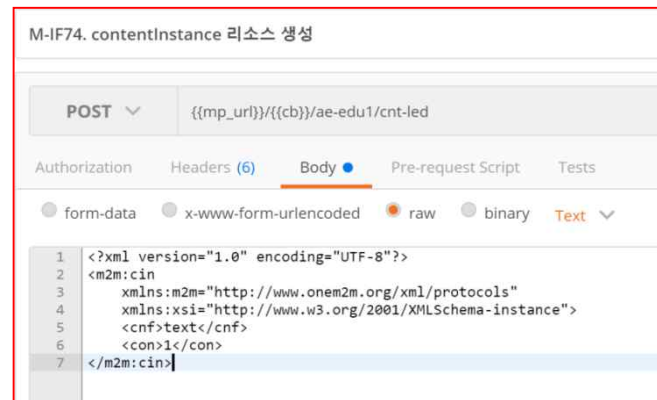 M-IF74. contentInstance 리소스 생성
POST {{mp_url}}/{{cb}}/ae-edu1/cnt-led
Authorization Headers (6) Body Pre-request Script Tests
form-data x-www-form-urlencoded raw binary Text
1 <?xml version="1.0" encoding="UTF-8"?>
2 <m2m:cin
3 xmlns:m2m="http://www.onem2m.org/xml/protocols"
4 xmlns:xsi="http://www.w3.org/2001/XMLSchema-instance">
5 <cnf>text</cnf>
6 <con>1</con>
7 </m2m:cin>